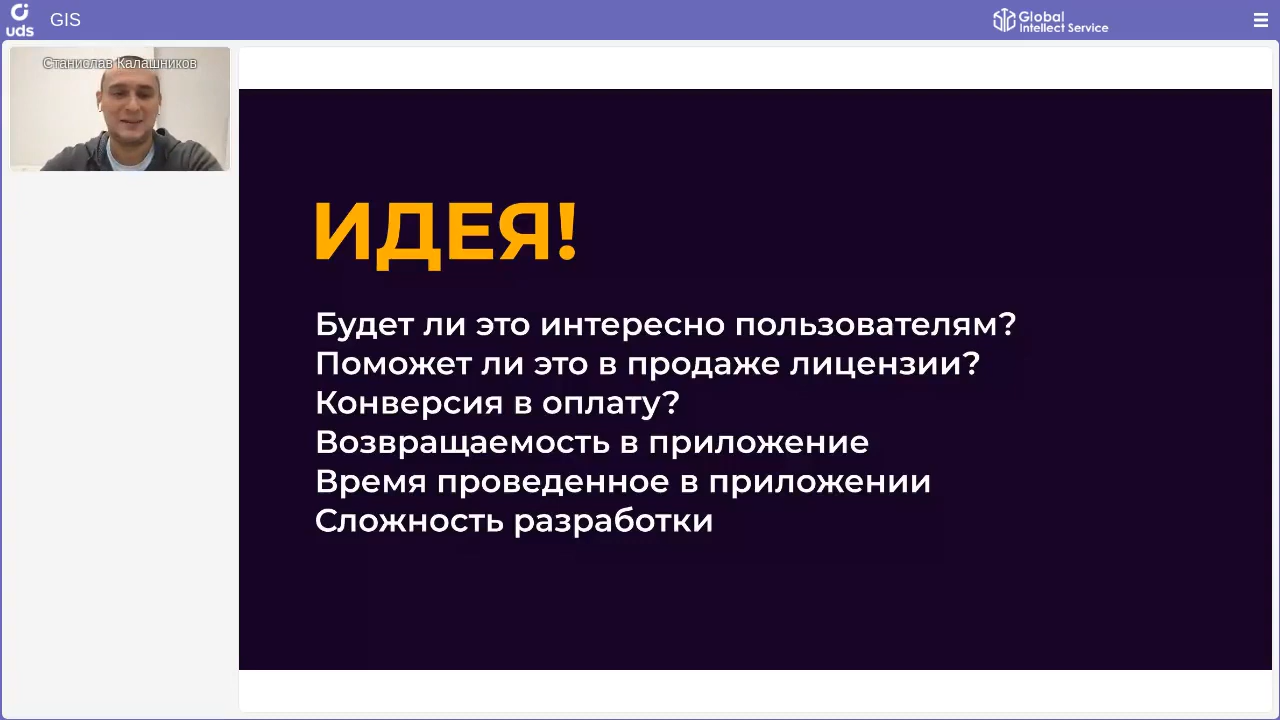 uds
GIS
Global
Intellect Service
Станислав Калашников
ИДЕЯ!
Будет ли это интересно пользователям?
Поможет ли это в продаже лицензии?
Конверсия в оплату?
Возвращаемость в приложение
Время проведенное в приложении
Сложность разработки